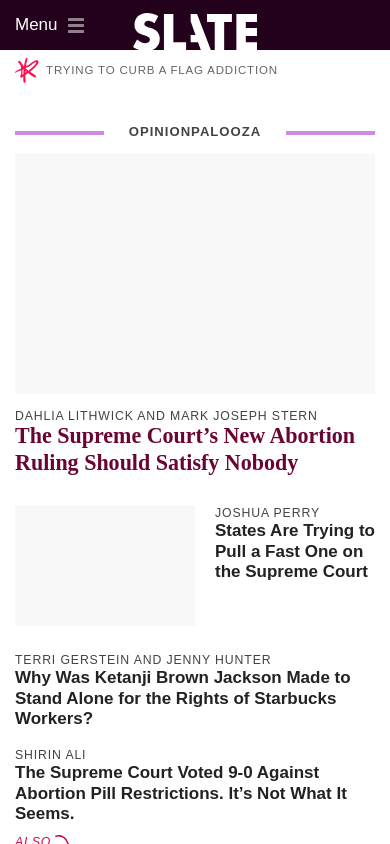 Menu
SLATE
TRYING TO CURB A FLAG ADDICTION
OPINIONPALOOZA
DAHLIA LITHWICK AND MARK JOSEPH STERN
The Supreme Court’s New Abortion
Ruling Should Satisfy Nobody
JOSHUA PERRY
States Are Trying to
Pull a Fast One on
the Supreme Court
TERRI GERSTEIN AND JENNY HUNTER
Why Was Ketanji Brown Jackson Made to
Stand Alone for the Rights of Starbucks
Workers?
SHIRIN ALI
The Supreme Court Voted 9-0 Against
Abortion Pill Restrictions. It’s Not What It
Seems.
ALSO